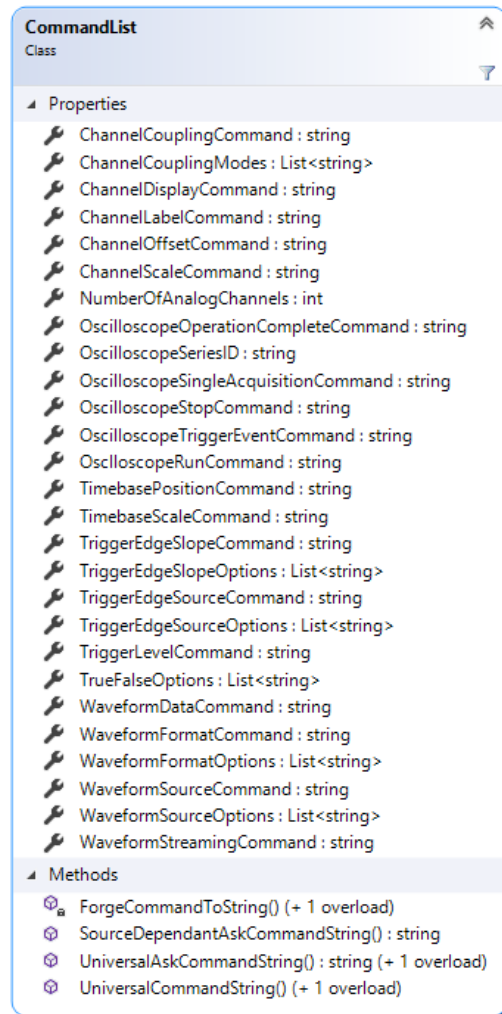 CommandList
Class
Properties
ChannelCouplingCommand : string
ChannelCouplingModes : List<string>
ChannelDisplayCommand : string
ChannelLabelCommand : string
ChannelOffsetCommand : string
ChannelScaleCommand : string
NumberOfAnalogChannels : int
OscilloscopeOperationCompleteCommand : string
OscilloscopeSeriesID : string
OscilloscopeSingleAcquisitionCommand : string
OscilloscopeStopCommand : string
OscilloscopeTriggerEventCommand : string
OsclloscopeRunCommand : string
TimebasePositionCommand : string
TimebaseScaleCommand : string
TriggerEdgeSlopeCommand : string
TriggerEdgeSlopeOptions : List<string>
TriggerEdgeSourceCommand : string
TriggerEdgeSourceOptions : List<string>
TriggerLevelCommand : string
TrueFalseOptions : List<string>
WaveformDataCommand : string
WaveformFormatCommand : string
WaveformFormatOptions : List<string>
WaveformSourceCommand : string
WaveformSourceOptions : List<string>
WaveformStreamingCommand : string
Methods
ForgeCommandToString() (+ 1 overload)
SourceDependantAskCommandString() : string
UniversalAskCommandString() : string (+ 1 overload)
UniversalCommandString() (+ 1 overload)